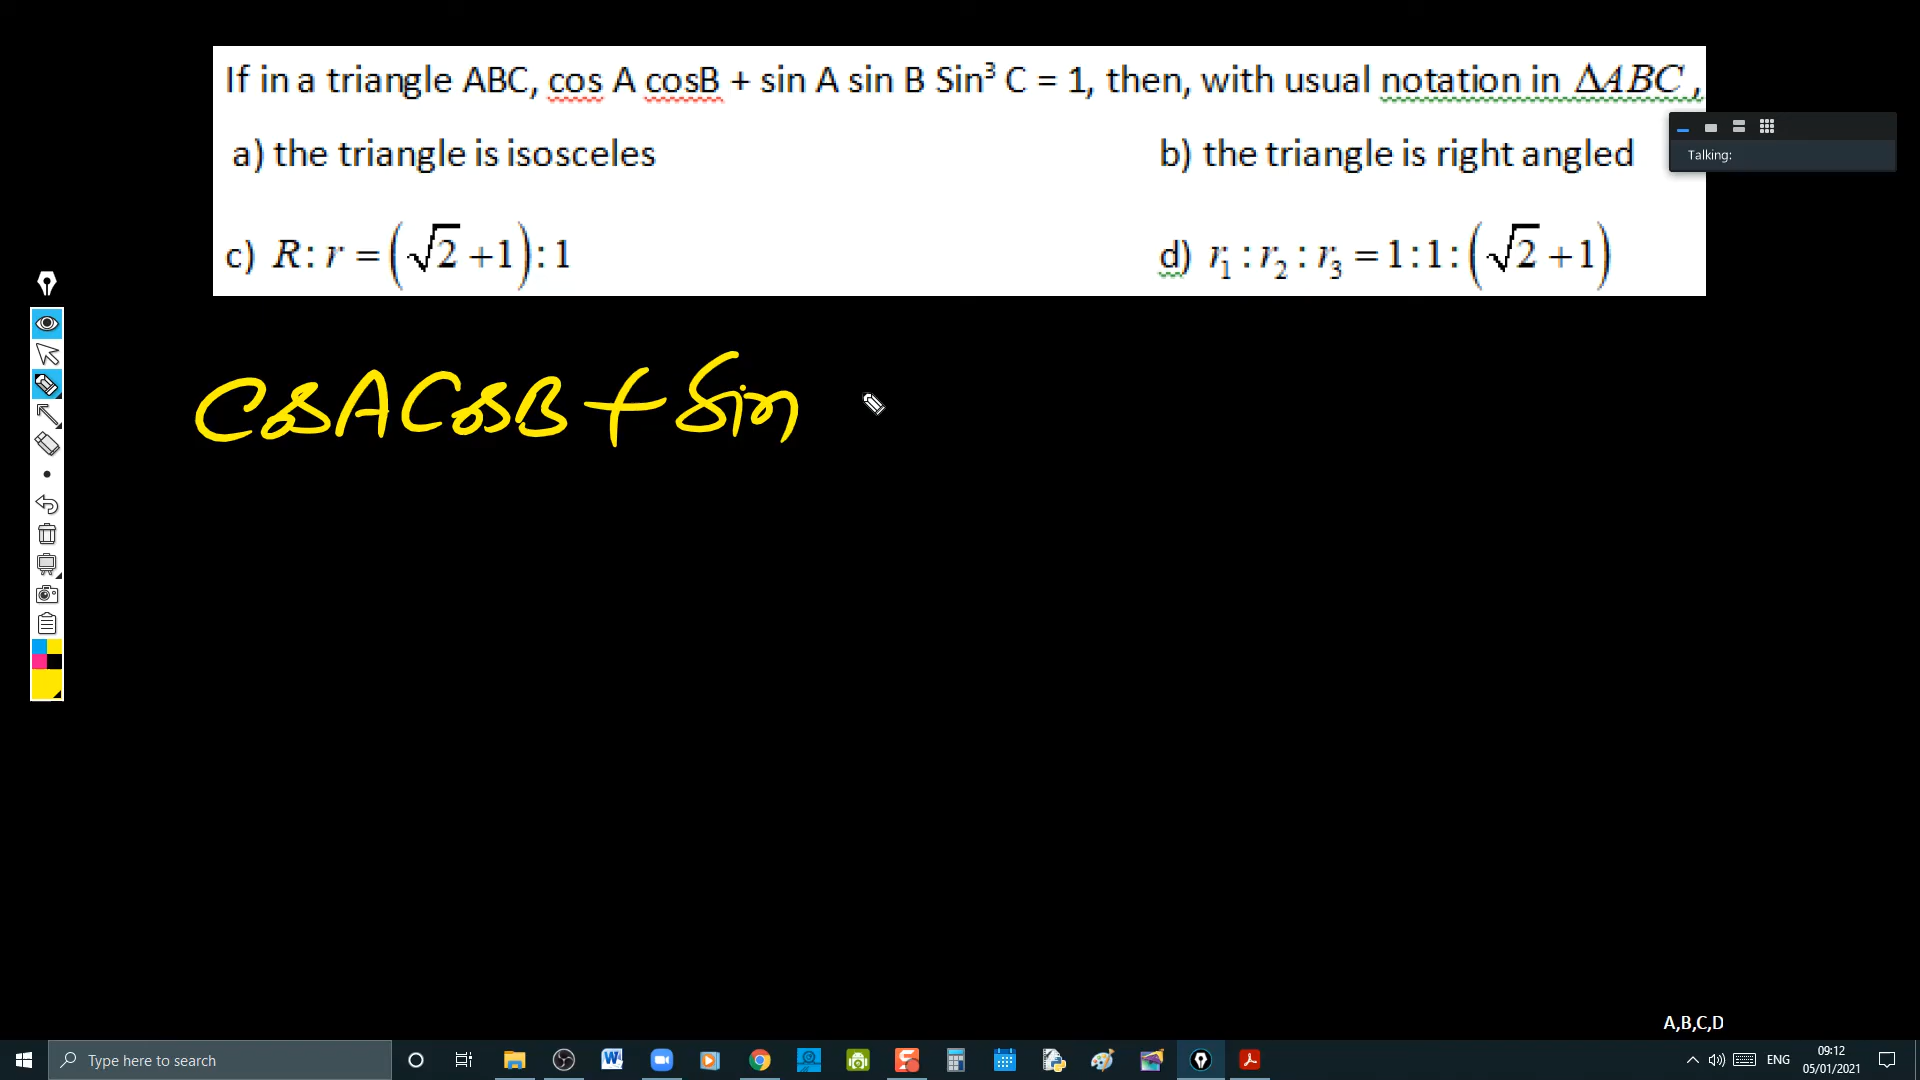 If in a triangle ABC, cos A cosB + sin A sin B Sin³ C = 1, then, with usual notation in ΔABC,
a) the triangle is isosceles b) the triangle is right angled
Talking:
c) R : r = (√2 + 1) : 1 d) r₁ : r₂ : r₃ = 1 : 1 : (√2 + 1)
CosA CosB + Sin
A,B,C,D
Type here to search
ENG
09:12
05/01/2021